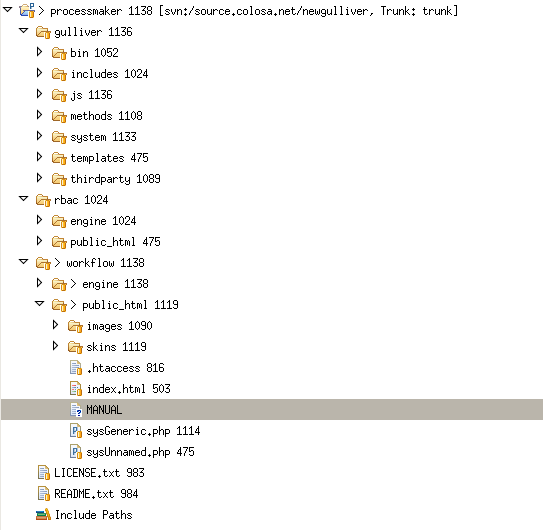 > processmaker 1138 [svn:/source.colosa.net/newgulliver, Trunk: trunk]
gulliver 1136
bin 1052
includes 1024
js 1136
methods 1108
system 1133
templates 475
thirdparty 1089
rbac 1024
engine 1024
public_html 475
> workflow 1138
> engine 1138
> public_html 1119
images 1090
skins 1119
.htaccess 816
index.html 503
MANUAL
sysGeneric.php 1114
sysUnnamed.php 475
LICENSE.txt 983
README.txt 984
Include Paths